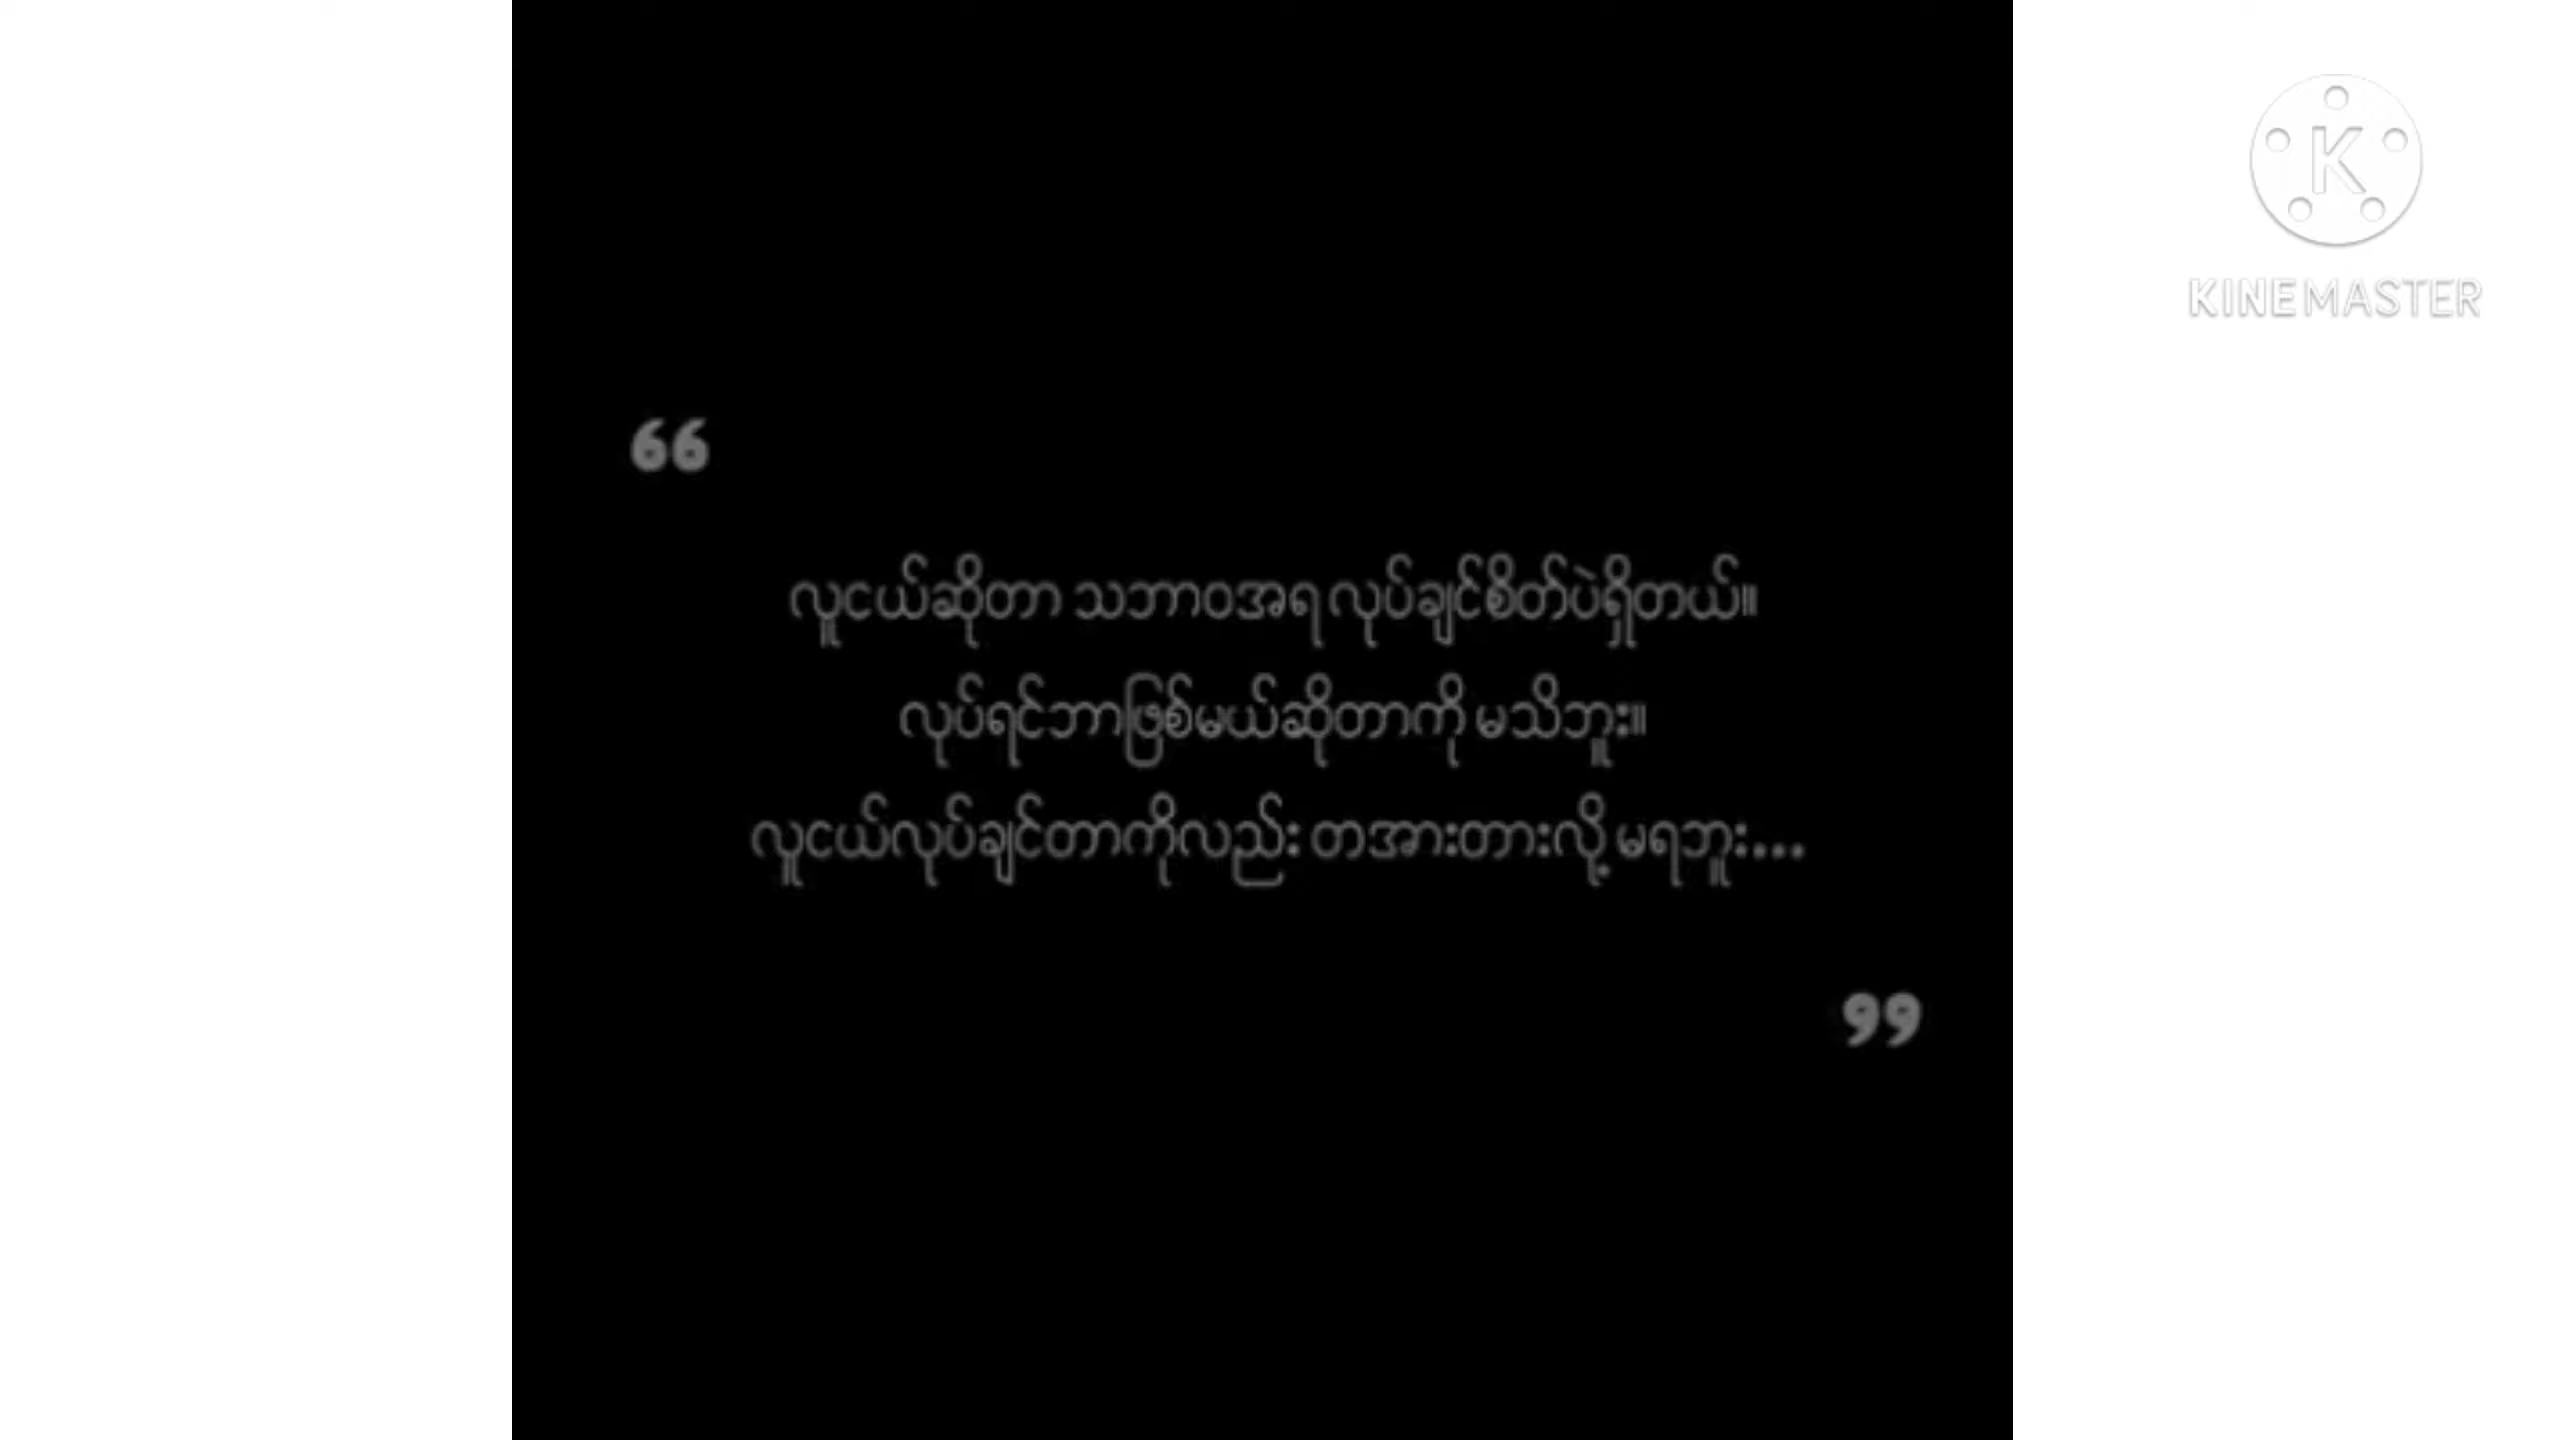 KINEMASTER
“
လူငယ်ဆိုတာ သဘာဝအရ လုပ်ချင်စိတ်ပဲရှိတယ်။
လုပ်ရင်ဘာဖြစ်မယ်ဆိုတာကို မသိဘူး။
လူငယ်လုပ်ချင်တာကိုလည်း တအားတားလို့ မရဘူး...
”